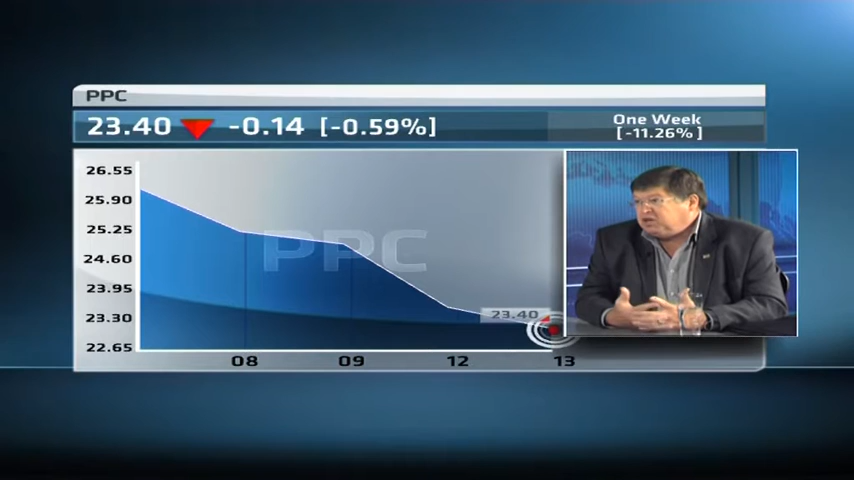 PPC
23.40 -0.14 [-0.59%]
One Week
[-11.26%]
26.55
25.90
25.25
24.60
23.95
23.30
22.65
PPC
23.40
08 09 12 13